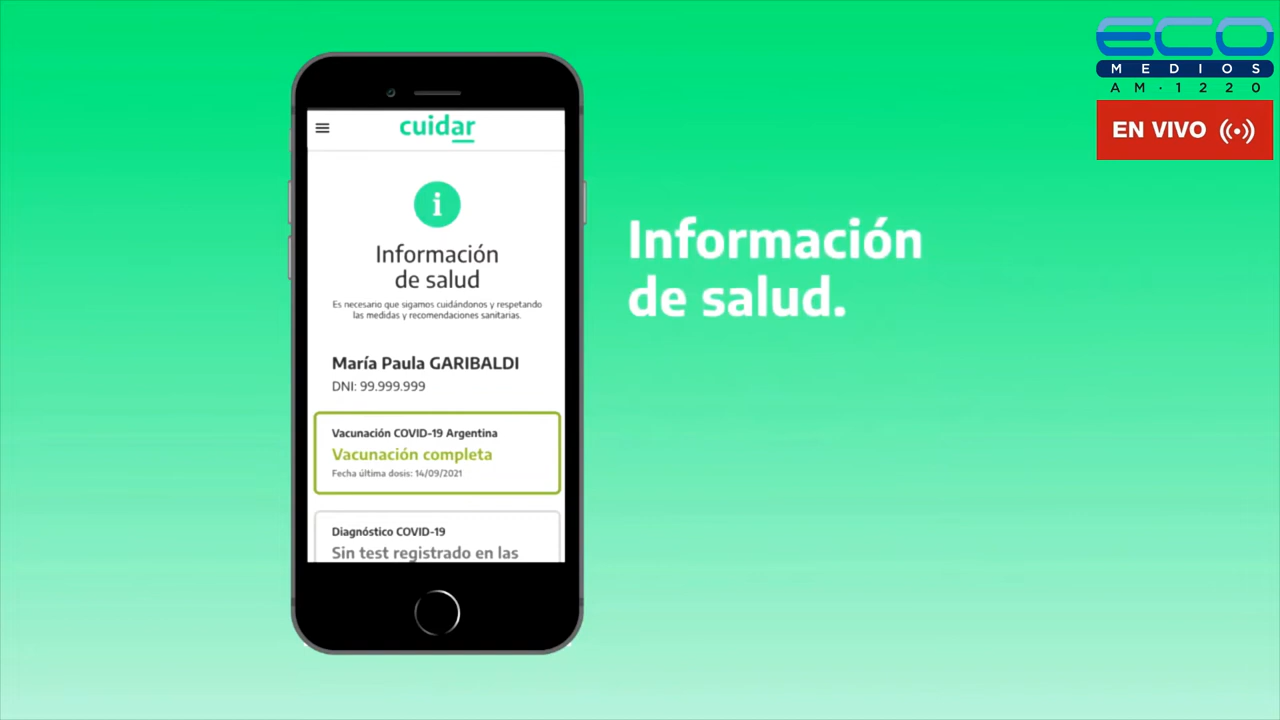 ECO
MEDIOS
AM·1220
EN VIVO
cuidar
i
Información
de salud
Es necesario que sigamos cuidándonos y respetando
las medidas y recomendaciones sanitarias.
María Paula GARIBALDI
DNI: 99.999.999
Vacunación COVID-19 Argentina
Vacunación completa
Fecha última dosis: 14/09/2021
Diagnóstico COVID-19
Sin test registrado en las
Información
de salud.